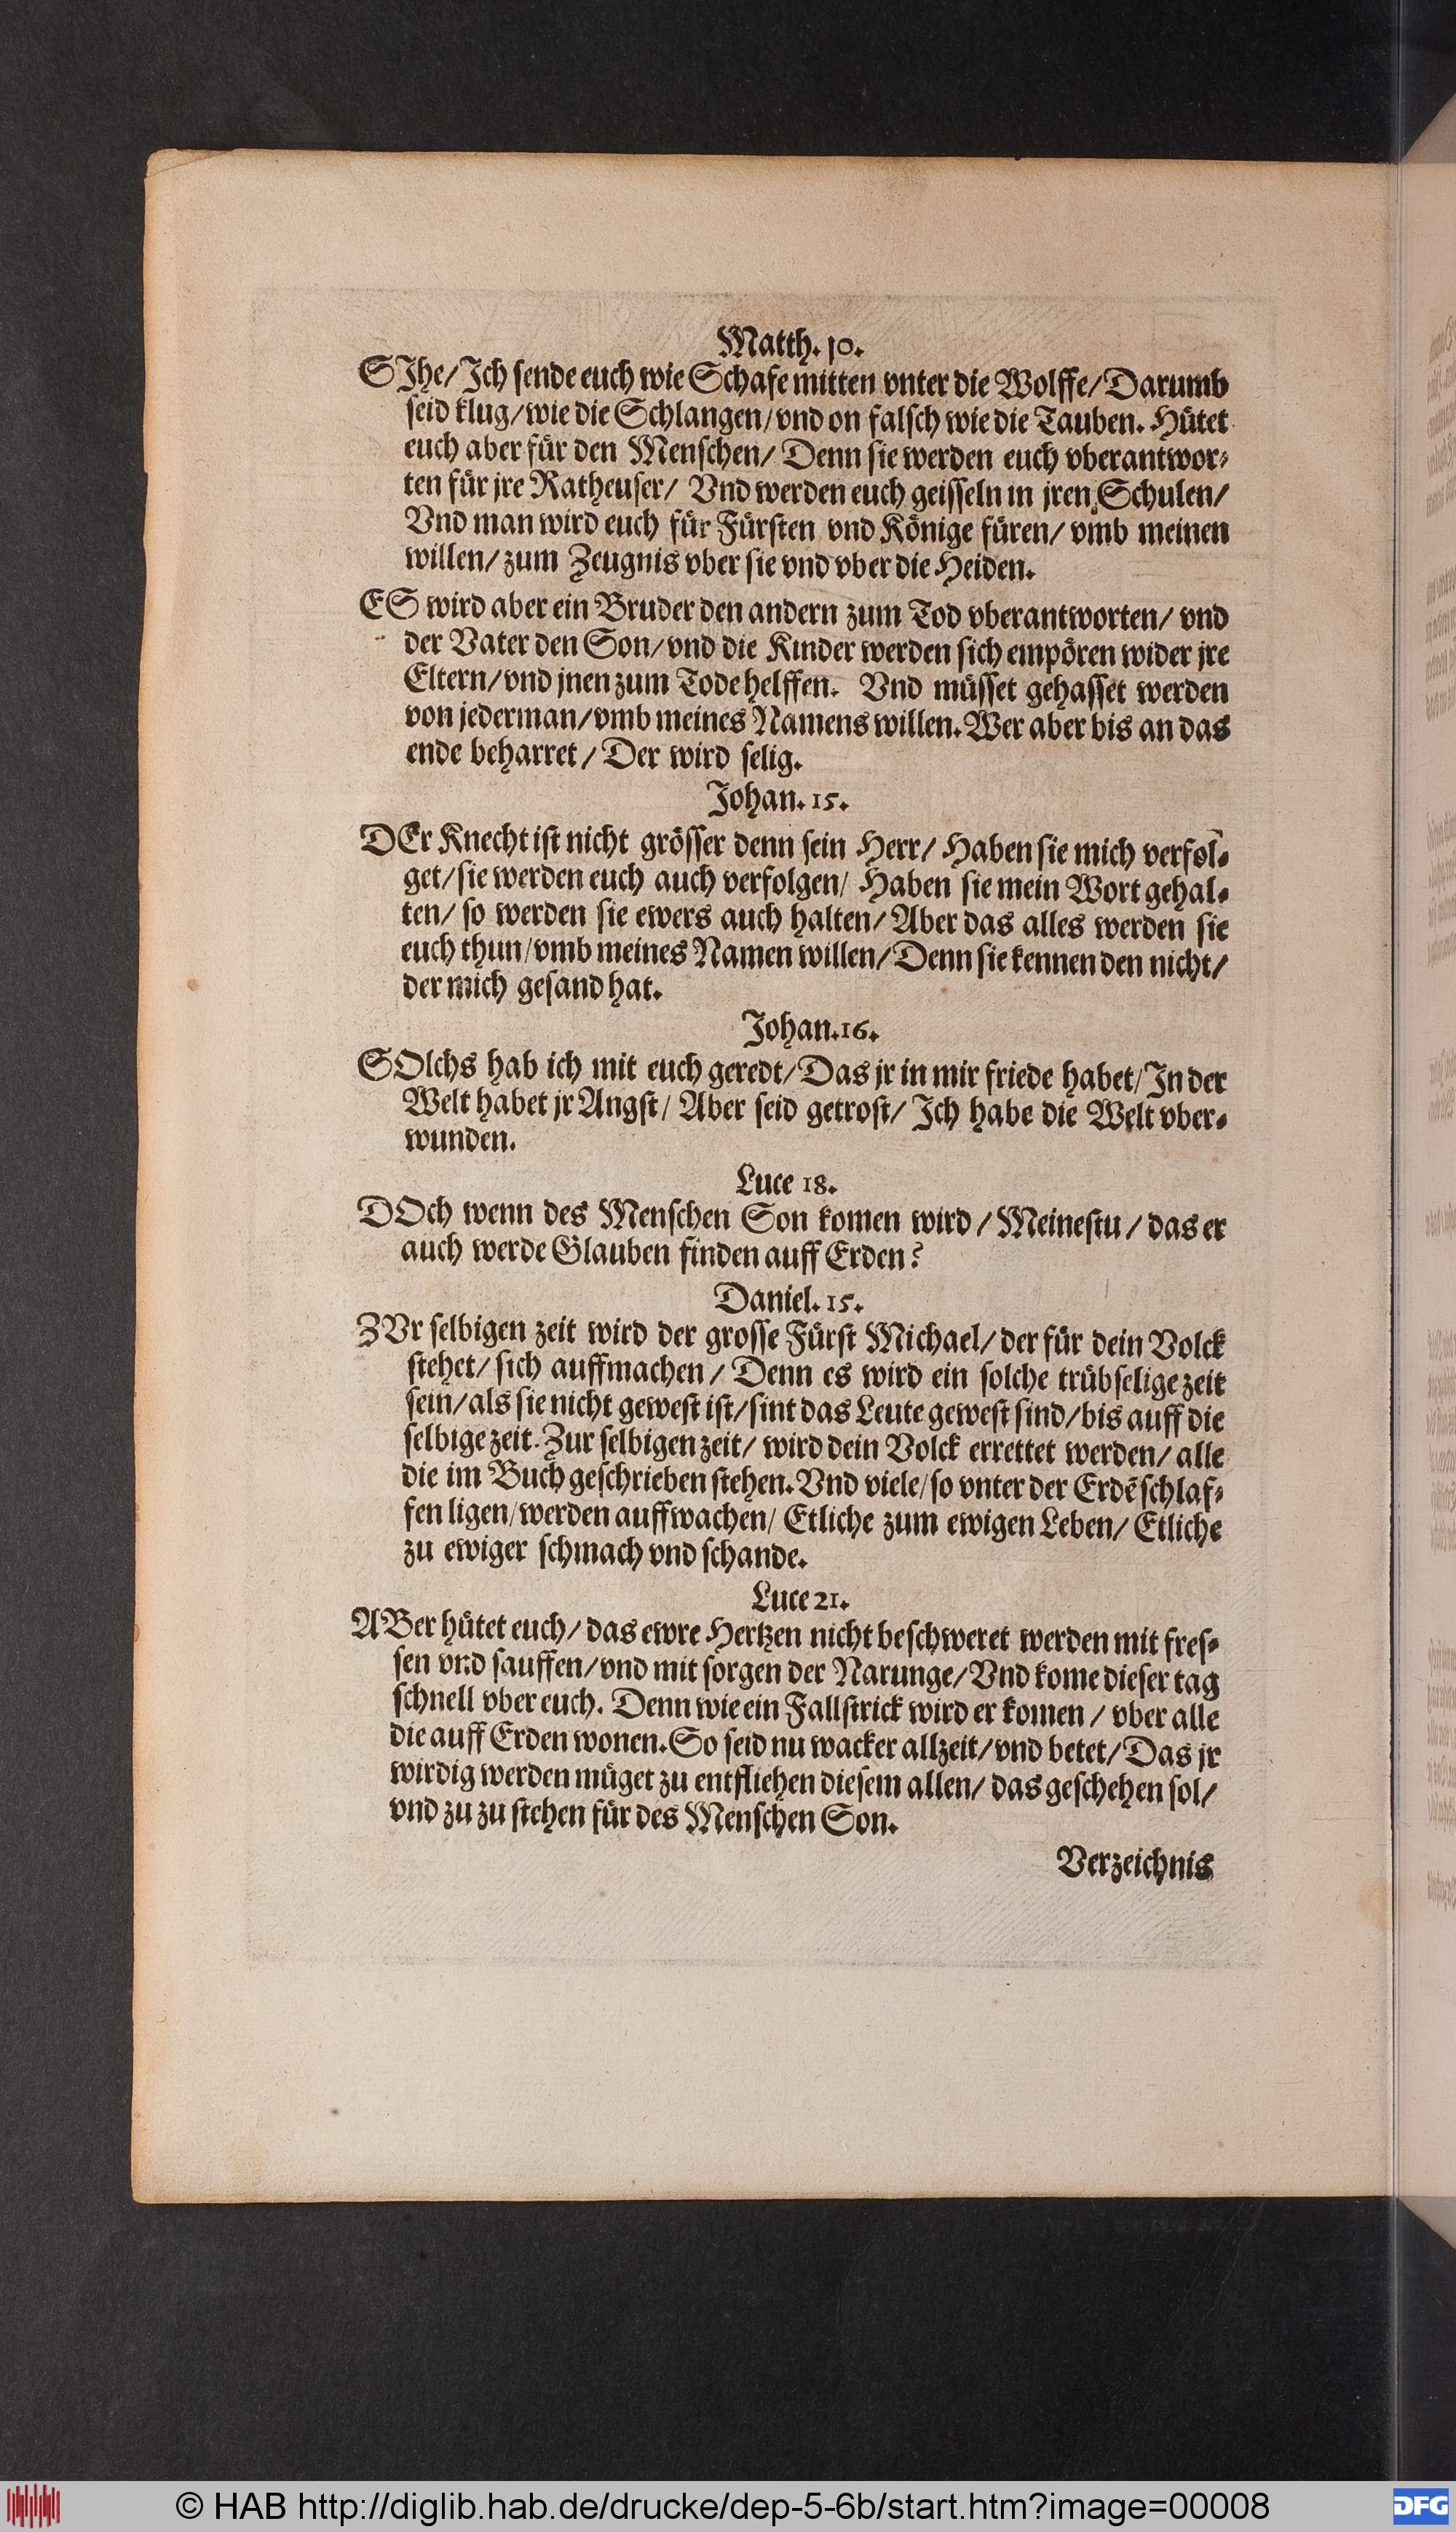 Matth. 10.
SIhe/ Ich sende euch wie Schafe mitten vnter die Wolffe/ Darumb
seid klug/ wie die Schlangen/ vnd on falsch wie die Tauben. Hütet
euch aber für den Menschen/ Denn sie werden euch vberantwor-
ten für jre Ratheuser/ Vnd werden euch geisseln in jren Schulen/
Vnd man wird euch für Fürsten vnd Könige füren/ vmb meinen
willen/ zum Zeugnis vber sie vnd vber die Heiden.
ES wird aber ein Bruder den andern zum Tod vberantworten/ vnd
der Vater den Son/ vnd die Kinder werden sich empören wider jre
Eltern/ vnd jnen zum Tode helffen. Vnd müsset gehasset werden
von jederman/ vmb meines Namens willen. Wer aber bis an das
ende beharret/ Der wird selig.
Johan. 15.
DEr Knecht ist nicht grösser denn sein Herr/ Haben sie mich verfol-
get/ sie werden euch auch verfolgen/ Haben sie mein Wort gehal-
ten/ so werden sie ewers auch halten/ Aber das alles werden sie
euch thun/ vmb meines Namen willen/ Denn sie kennen den nicht/
der mich gesand hat.
Johan. 16.
SOlchs hab ich mit euch geredt/ Das jr in mir friede habet/ In der
Welt habet jr Angst/ Aber seid getrost/ Ich habe die Welt vber-
wunden.
Luce 18.
DOch wenn des Menschen Son komen wird/ Meinestu/ das er
auch werde Glauben finden auff Erden?
Daniel. 15.
ZVr selbigen zeit wird der grosse Fürst Michael/ der für dein Volck
stehet/ sich auffmachen/ Denn es wird ein solche trübselige zeit
sein/ als sie nicht gewest ist/ sint das Leute gewest sind/ bis auff die
selbige zeit. Zur selbigen zeit/ wird dein Volck errettet werden/ alle
die im Buch geschrieben stehen. Vnd viele/ so vnter der Erdē schlaf-
fen ligen/ werden auffwachen/ Etliche zum ewigen Leben/ Etliche
zu ewiger schmach vnd schande.
Luce 21.
ABer hütet euch/ das ewre Hertzen nicht beschweret werden mit fres-
sen vnd sauffen/ vnd mit sorgen der Narunge/ Vnd kome dieser tag
schnell vber euch. Denn wie ein Fallstrick wird er komen/ vber alle
die auff Erden wonen. So seid nu wacker allzeit/ vnd betet/ Das jr
wirdig werden müget zu entfliehen diesem allen/ das geschehen sol/
vnd zu zu stehen für des Menschen Son.
Verzeichnis
© HAB http://diglib.hab.de/drucke/dep-5-6b/start.htm?image=00008
DFG